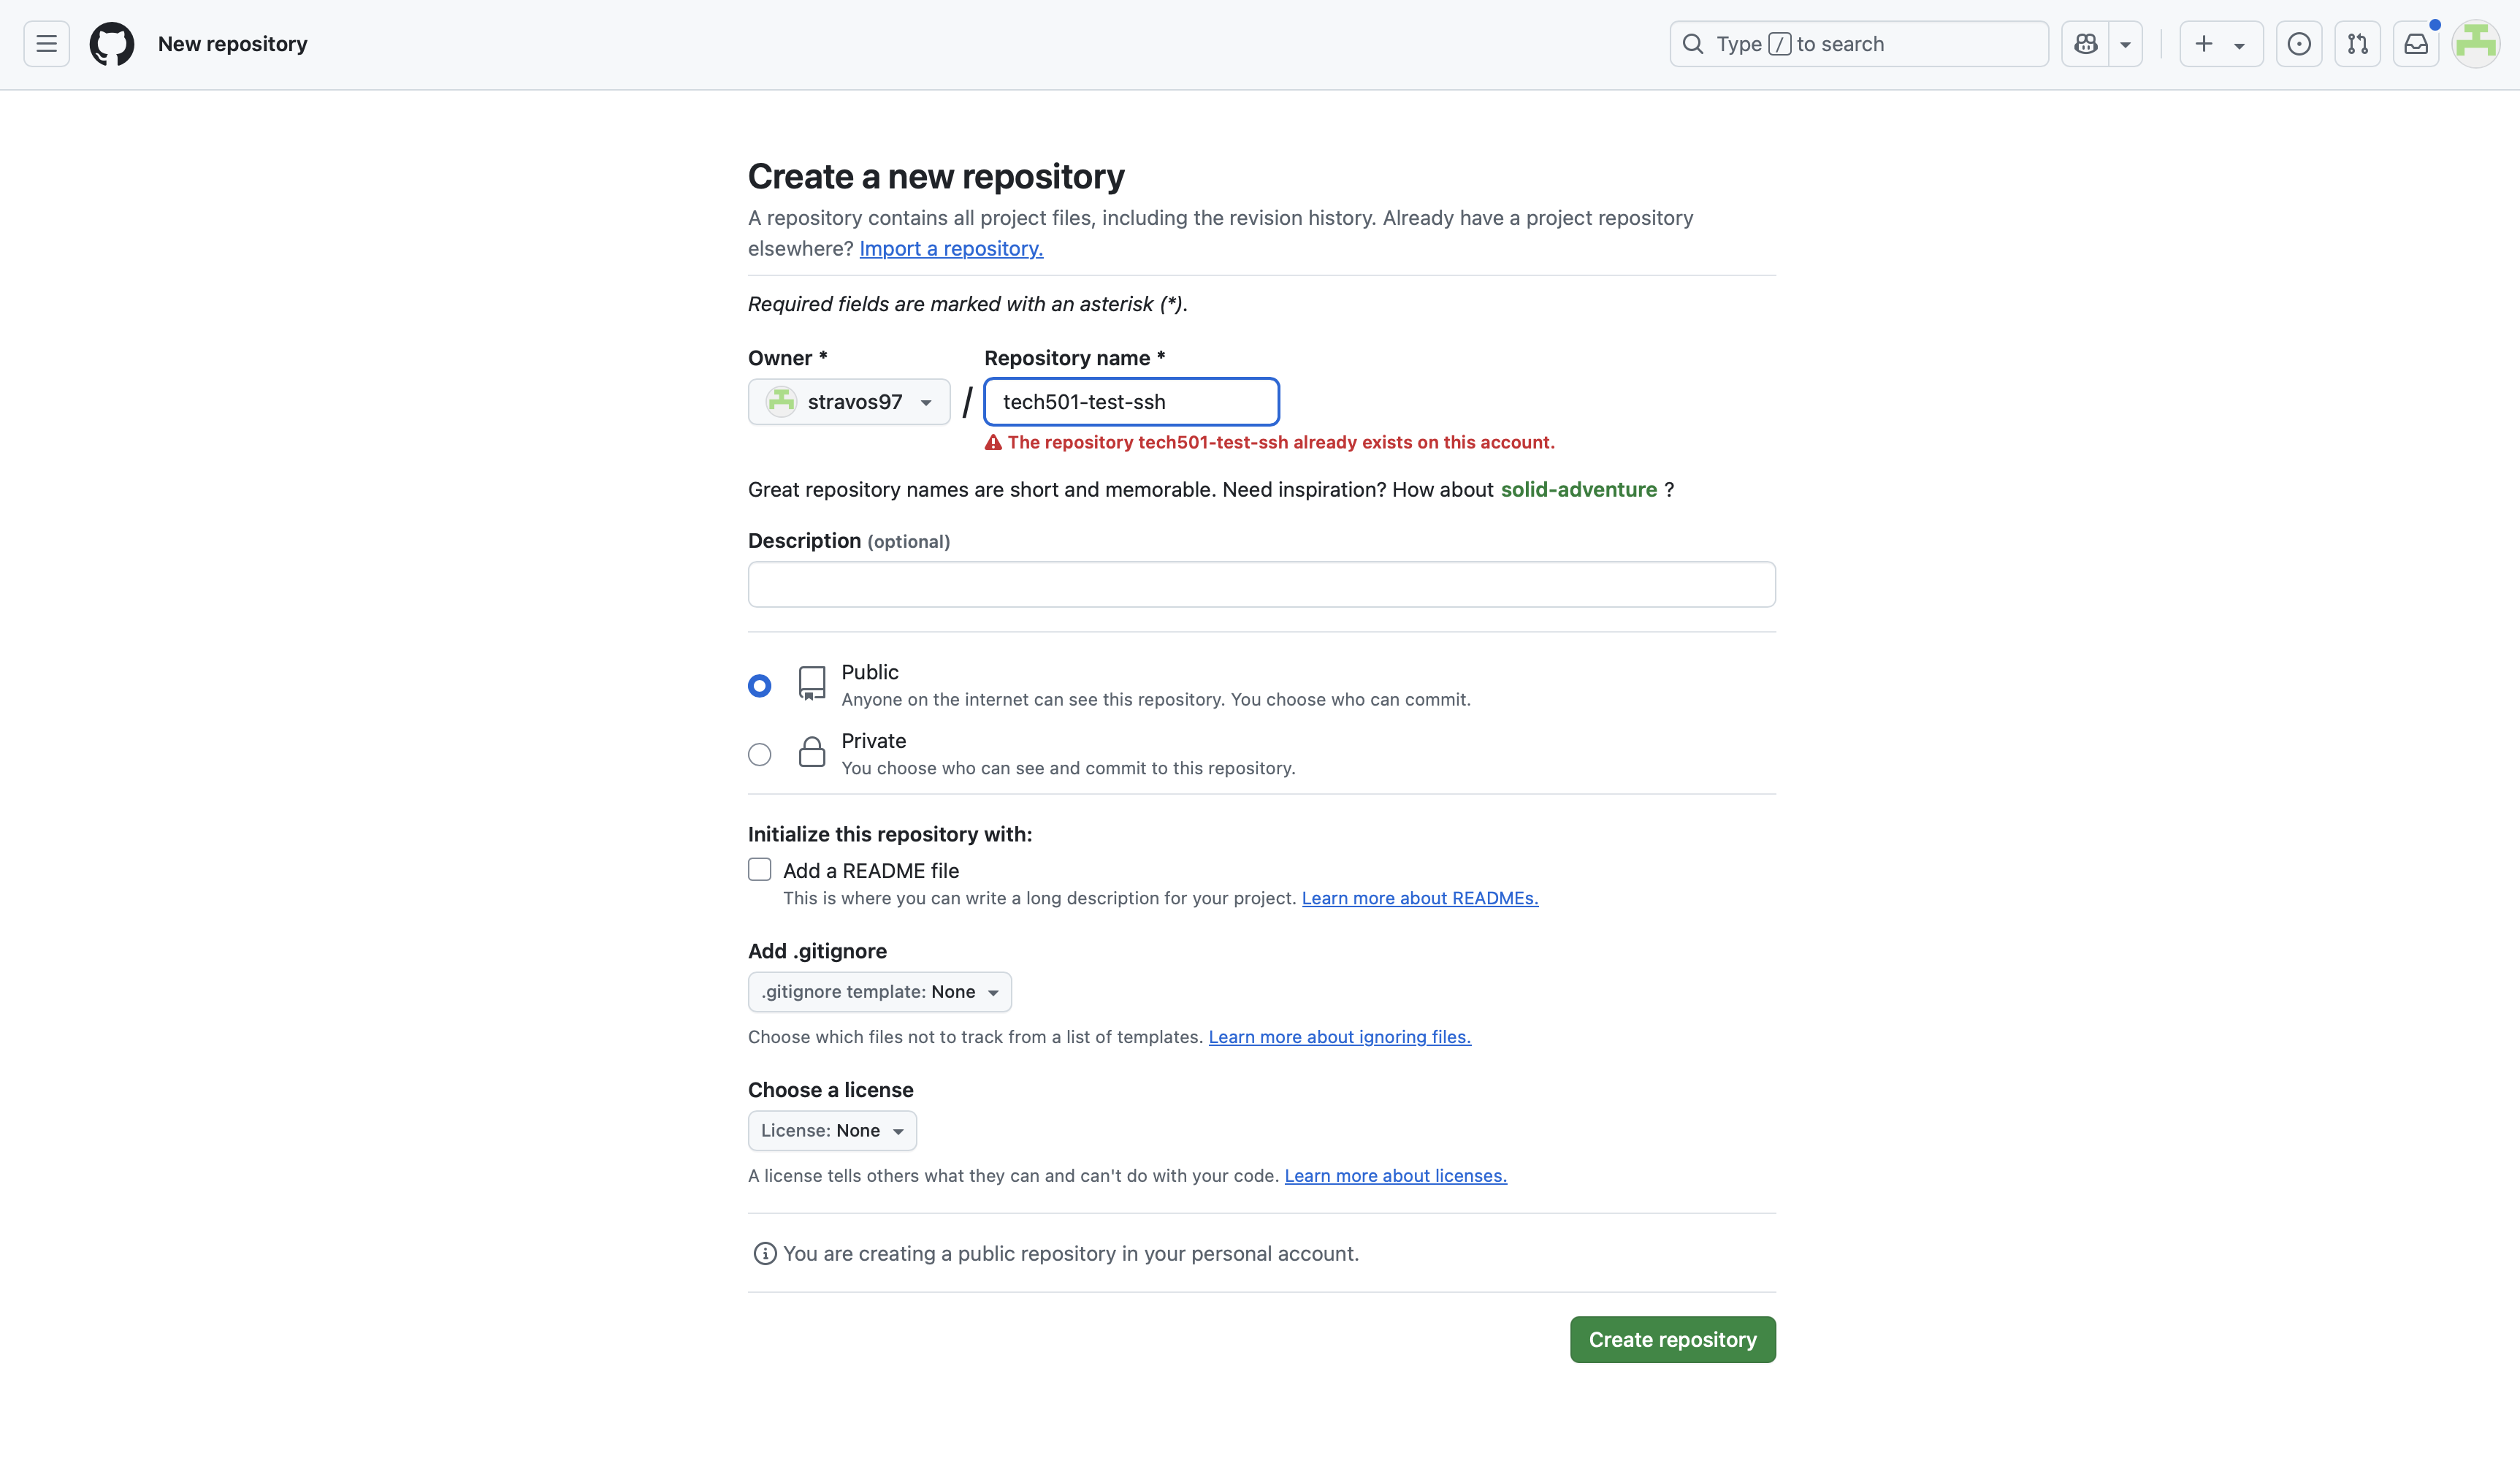 New repository
Type / to search
Create a new repository
A repository contains all project files, including the revision history. Already have a project repository
elsewhere? Import a repository.
Required fields are marked with an asterisk (*).
Owner *
Repository name *
stravos97
/
tech501-test-ssh
The repository tech501-test-ssh already exists on this account.
Great repository names are short and memorable. Need inspiration? How about solid-adventure ?
Description (optional)
Public
Anyone on the internet can see this repository. You choose who can commit.
Private
You choose who can see and commit to this repository.
Initialize this repository with:
Add a README file
This is where you can write a long description for your project. Learn more about READMEs.
Add .gitignore
.gitignore template: None
Choose which files not to track from a list of templates. Learn more about ignoring files.
Choose a license
License: None
A license tells others what they can and can't do with your code. Learn more about licenses.
You are creating a public repository in your personal account.
Create repository